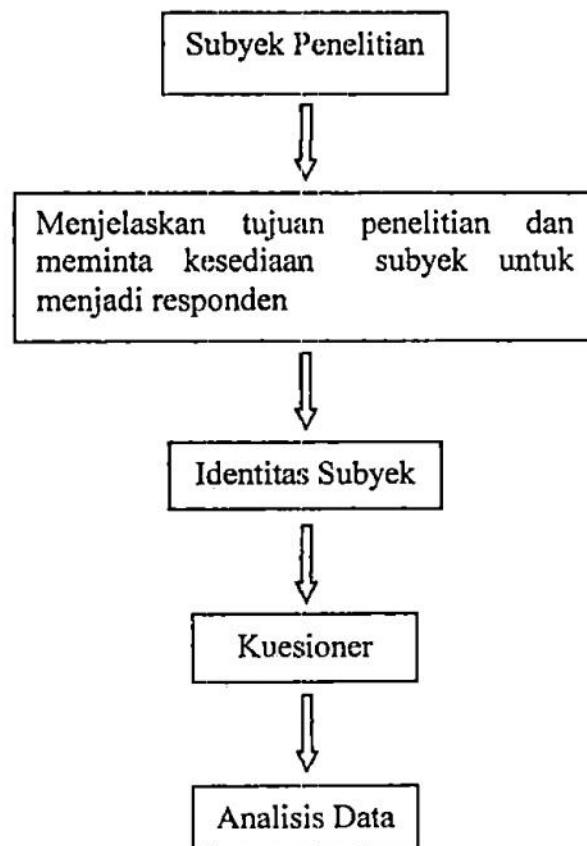 Subyek Penelitian
Menjelaskan tujuan penelitian dan
meminta kesediaan subyek untuk
menjadi responden
Identitas Subyek
Kuesioner
Analisis Data